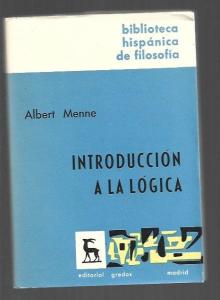 biblioteca
hispánica
de filosofía
Albert Menne
INTRODUCCIÓN
A LA LÓGICA
editorial gredos madrid